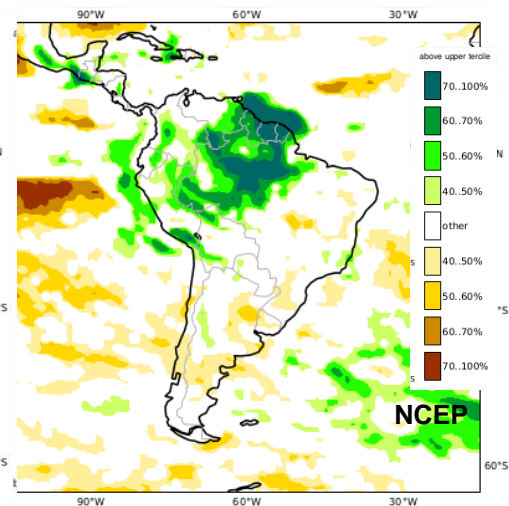 90°W 60°W 30°W
above upper tercile
70..100%
60.70%
50..60%
40..50%
other
40..50%
50..60%
60..70%
70..100%
N
S
°S
S
NCEP
60°S
90°W 60°W 30°W